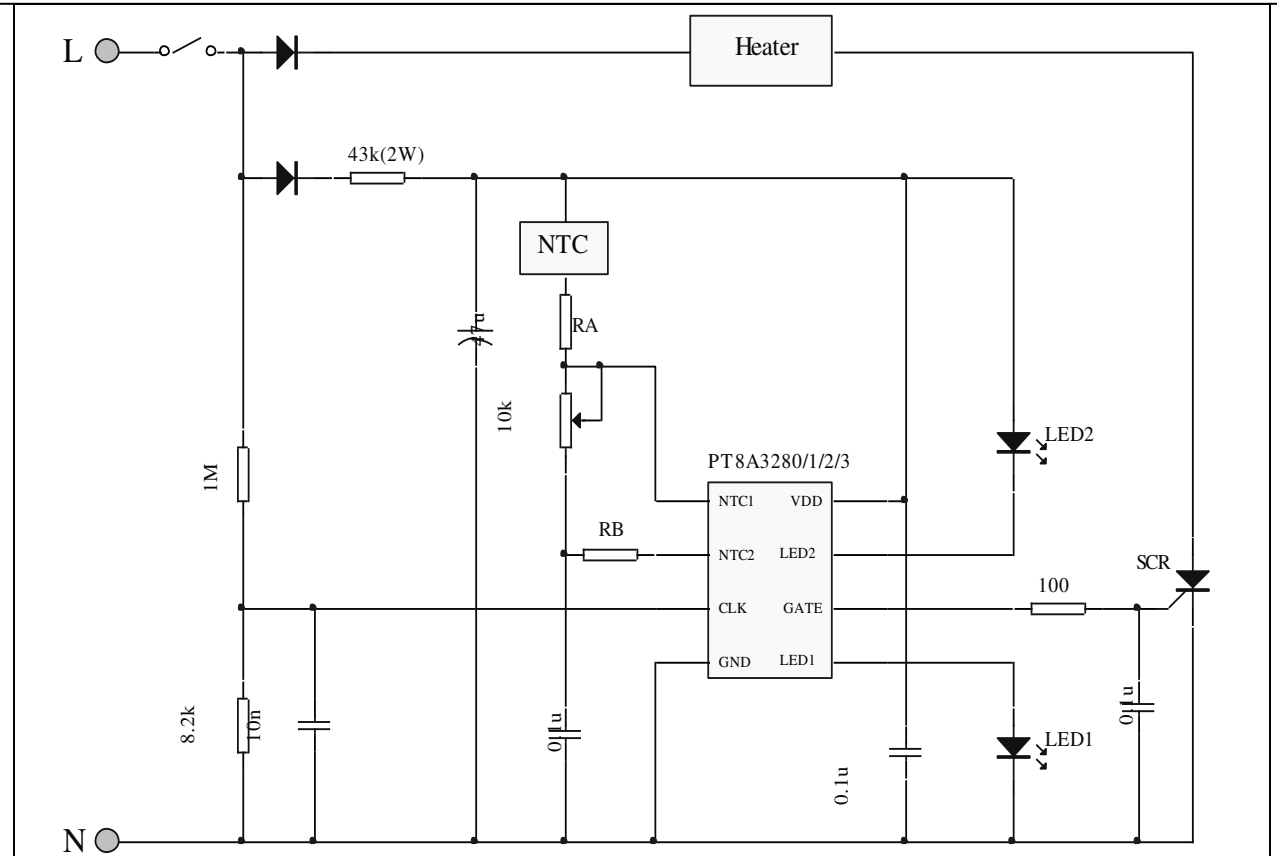 L
Heater
43k(2W)
NTC
47u
RA
10k
LED2
1M
PT8A3280/1/2/3
NTC1 VDD
RB
NTC2 LED2
SCR
100
CLK GATE
GND LED1
8.2k
10n
0.1u
0.1u
0.1u
LED1
N